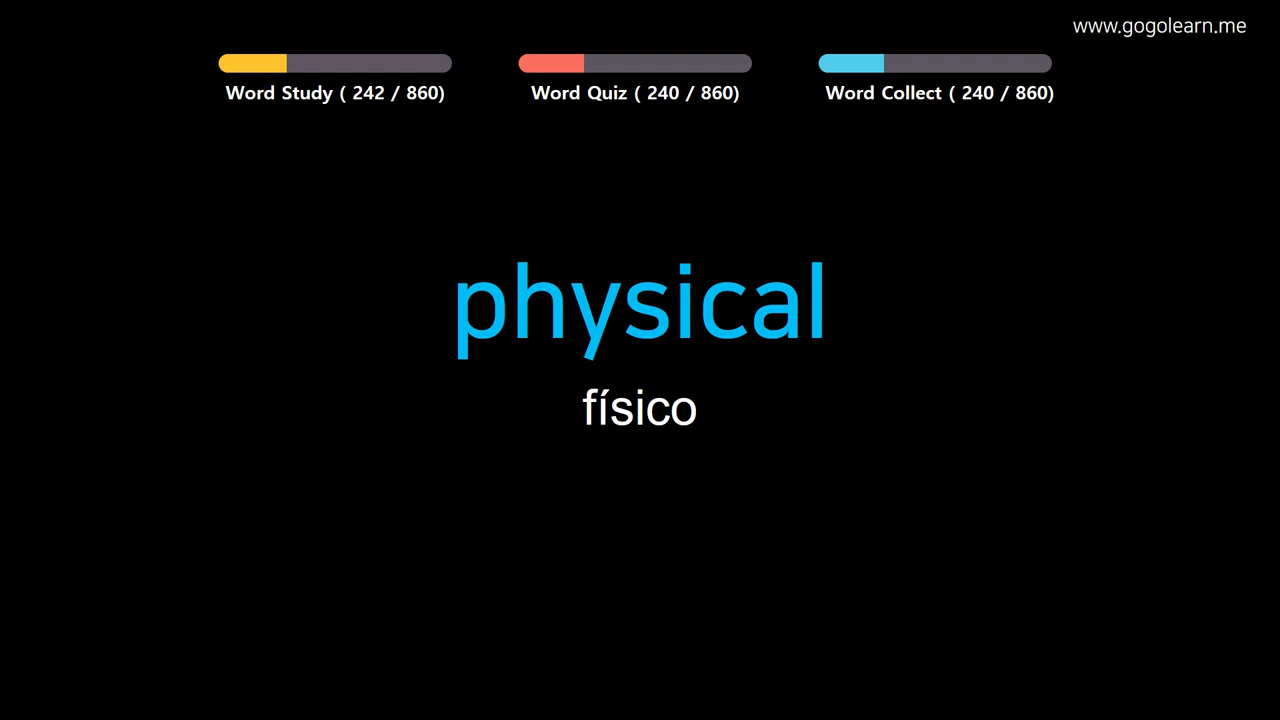 www.gogolearn.me
Word Study ( 242 / 860)
Word Quiz ( 240 / 860)
Word Collect ( 240 / 860)
physical
físico